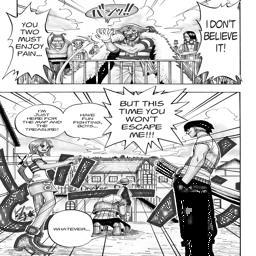 YOU
TWO
MUST
ENJOY
PAIN...
I DON'T
BELIEVE
IT!
I'M
JUST
HERE FOR
THE MAP AND
THE
TREASURE!
HAVE
FUN
FIGHTING,
BOYS...
BUT THIS
TIME YOU
WON'T
ESCAPE
ME!!!
WHATEVER...